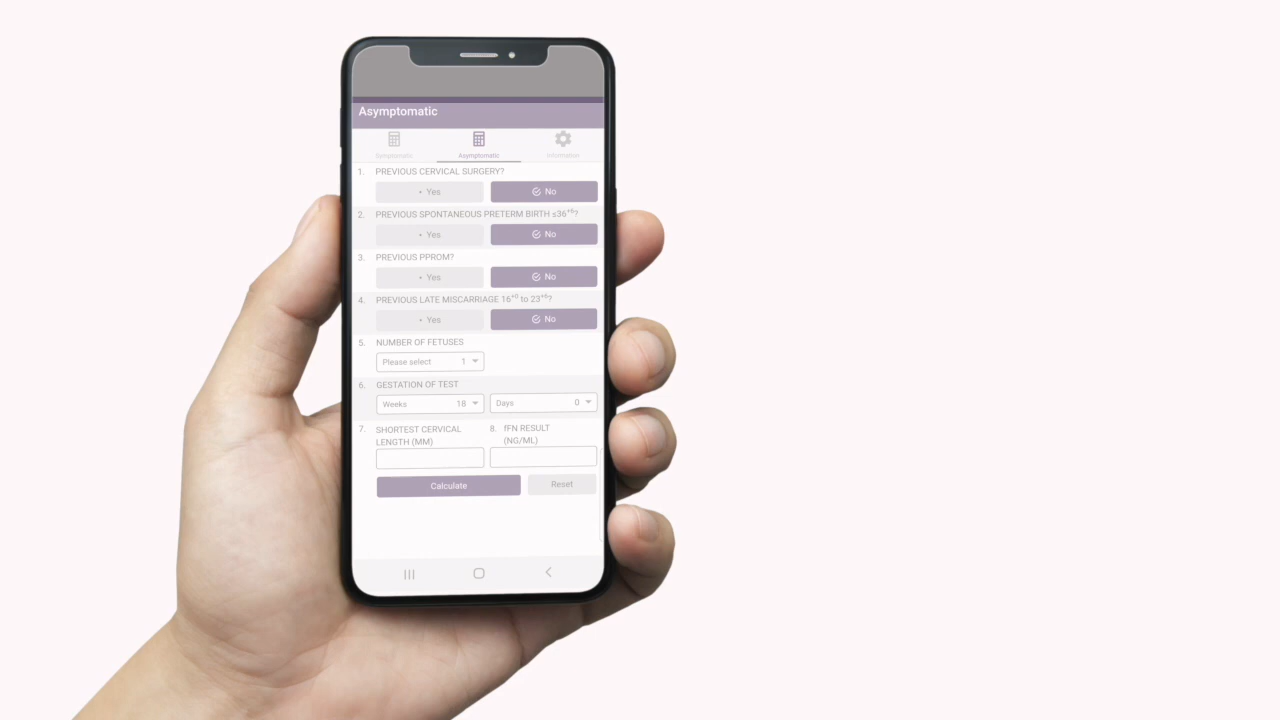 Asymptomatic
Symptomatic Asymptomatic Information
1. PREVIOUS CERVICAL SURGERY?
• Yes No
2. PREVIOUS SPONTANEOUS PRETERM BIRTH ≤36⁺⁶?
• Yes No
3. PREVIOUS PPROM?
• Yes No
4. PREVIOUS LATE MISCARRIAGE 16⁺⁰ to 23⁺⁶?
• Yes No
5. NUMBER OF FETUSES
Please select 1
6. GESTATION OF TEST
Weeks 18 Days 0
7. SHORTEST CERVICAL
LENGTH (MM)
8. fFN RESULT
(NG/ML)
Calculate Reset